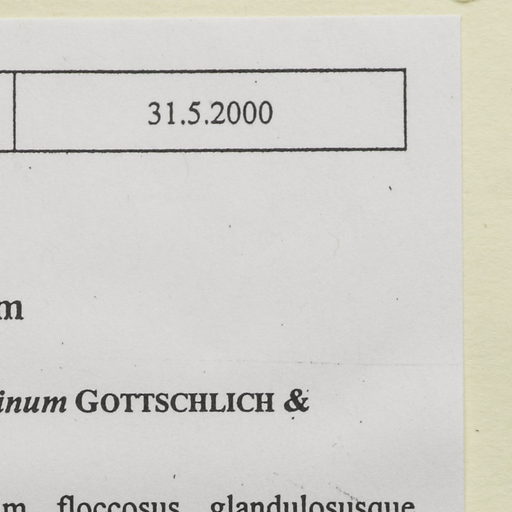 31.5.2000
m
inum GOTTSCHLICH &
m floccosus glandulosusque